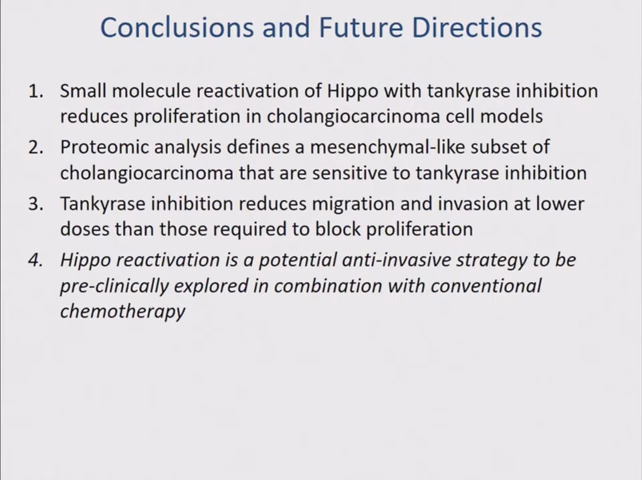 Conclusions and Future Directions
1. Small molecule reactivation of Hippo with tankyrase inhibition
reduces proliferation in cholangiocarcinoma cell models
2. Proteomic analysis defines a mesenchymal-like subset of
cholangiocarcinoma that are sensitive to tankyrase inhibition
3. Tankyrase inhibition reduces migration and invasion at lower
doses than those required to block proliferation
4. Hippo reactivation is a potential anti-invasive strategy to be
pre-clinically explored in combination with conventional
chemotherapy